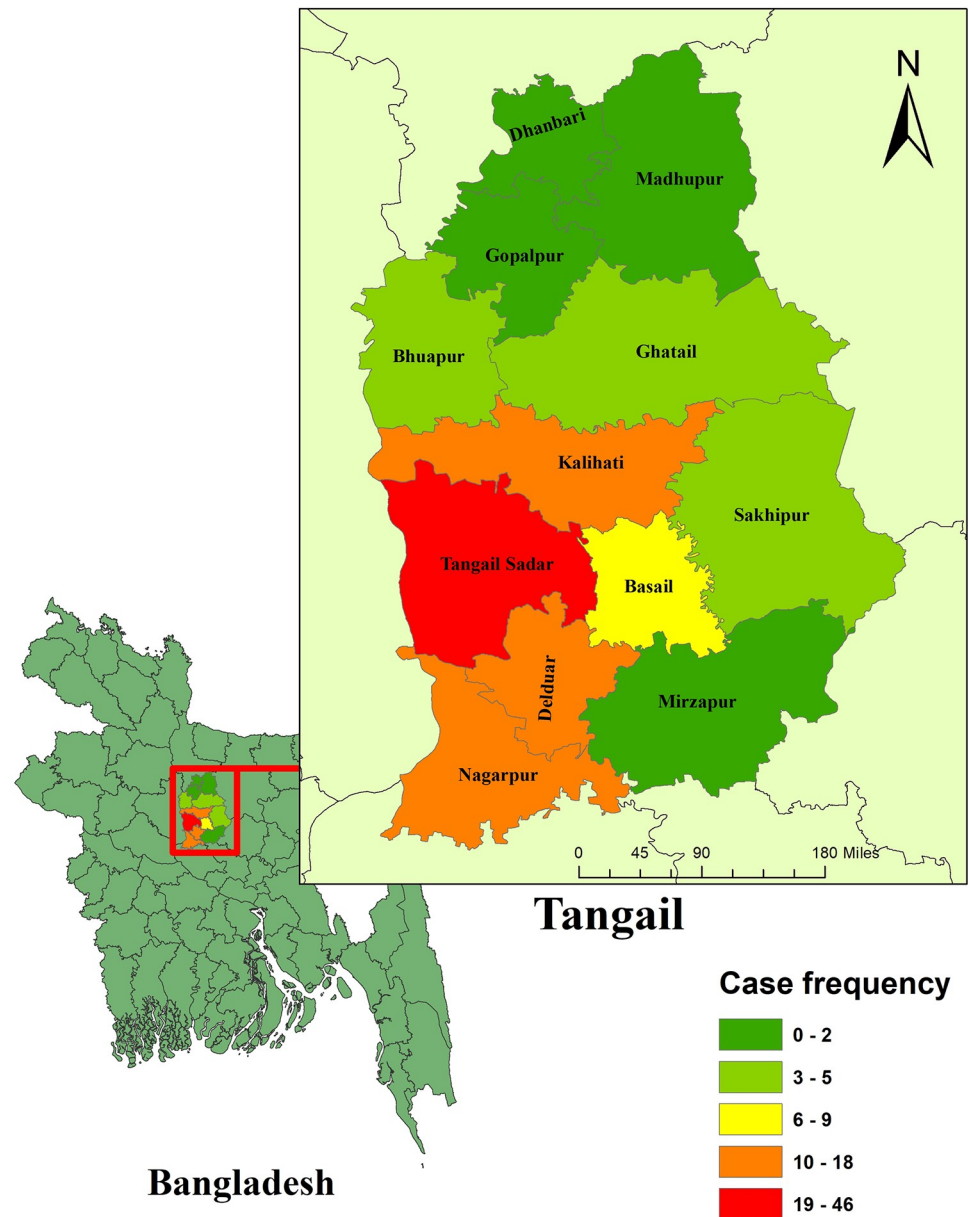 N
Dhanbari
Madhupur
Gopalpur
Bhuapur
Ghatail
Kalihati
Sakhipur
Tangail Sadar
Basail
Delduar
Mirzapur
Nagarpur
0 45 90 180 Miles
Tangail
Case frequency
0 - 2
3 - 5
6 - 9
10 - 18
19 - 46
Bangladesh